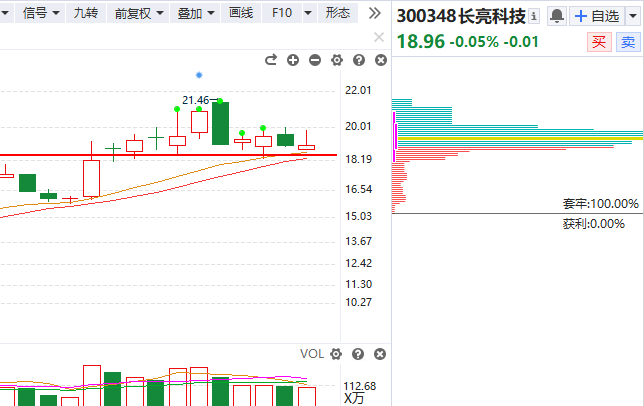 信号 九转 前复权 叠加 画线 F10 形态
300348长亮科技 自选
18.96 -0.05% -0.01 买 卖
22.01
21.46
20.01
18.19
16.54
15.03
13.67
12.42
11.30
10.27
套牢:100.00%
获利:0.00%
VOL
112.68
X万